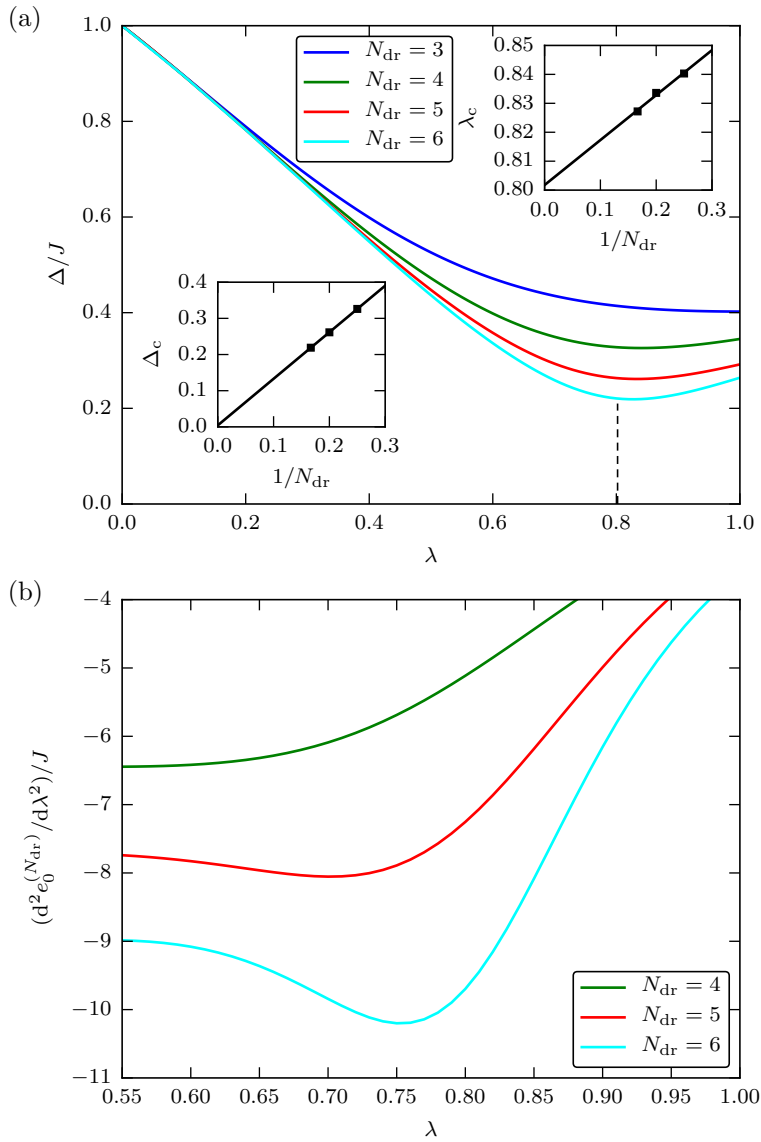 (a)
1.0
0.8
0.6
0.4
0.2
0.0
Δ/J
0.0 0.2 0.4 0.6 0.8 1.0
λ
N_dr = 3
N_dr = 4
N_dr = 5
N_dr = 6
0.85
0.84
0.83
0.82
0.81
0.80
λ_c
0.0 0.1 0.2 0.3
1/N_dr
0.4
0.3
0.2
0.1
0.0
Δ_c
0.0 0.1 0.2 0.3
1/N_dr
(b)
−4
−5
−6
−7
−8
−9
−10
−11
(d²e₀^(N_dr)/dλ²)/J
0.55 0.60 0.65 0.70 0.75 0.80 0.85 0.90 0.95 1.00
λ
N_dr = 4
N_dr = 5
N_dr = 6